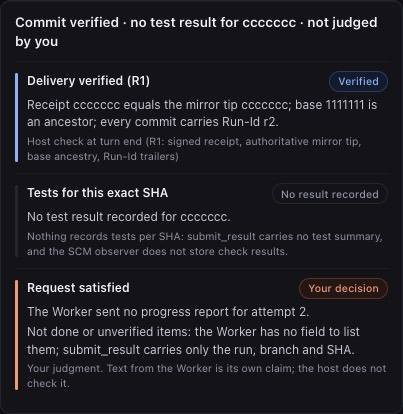 Commit verified · no test result for ccccccc · not judged
by you
Delivery verified (R1)
Verified
Receipt ccccccc equals the mirror tip ccccccc; base 1111111 is
an ancestor; every commit carries Run-Id r2.
Host check at turn end (R1: signed receipt, authoritative mirror tip,
base ancestry, Run-Id trailers)
Tests for this exact SHA
No result recorded
No test result recorded for ccccccc.
Nothing records tests per SHA: submit_result carries no test summary,
and the SCM observer does not store check results.
Request satisfied
Your decision
The Worker sent no progress report for attempt 2.
Not done or unverified items: the Worker has no field to list
them; submit_result carries only the run, branch and SHA.
Your judgment. Text from the Worker is its own claim; the host does not
check it.